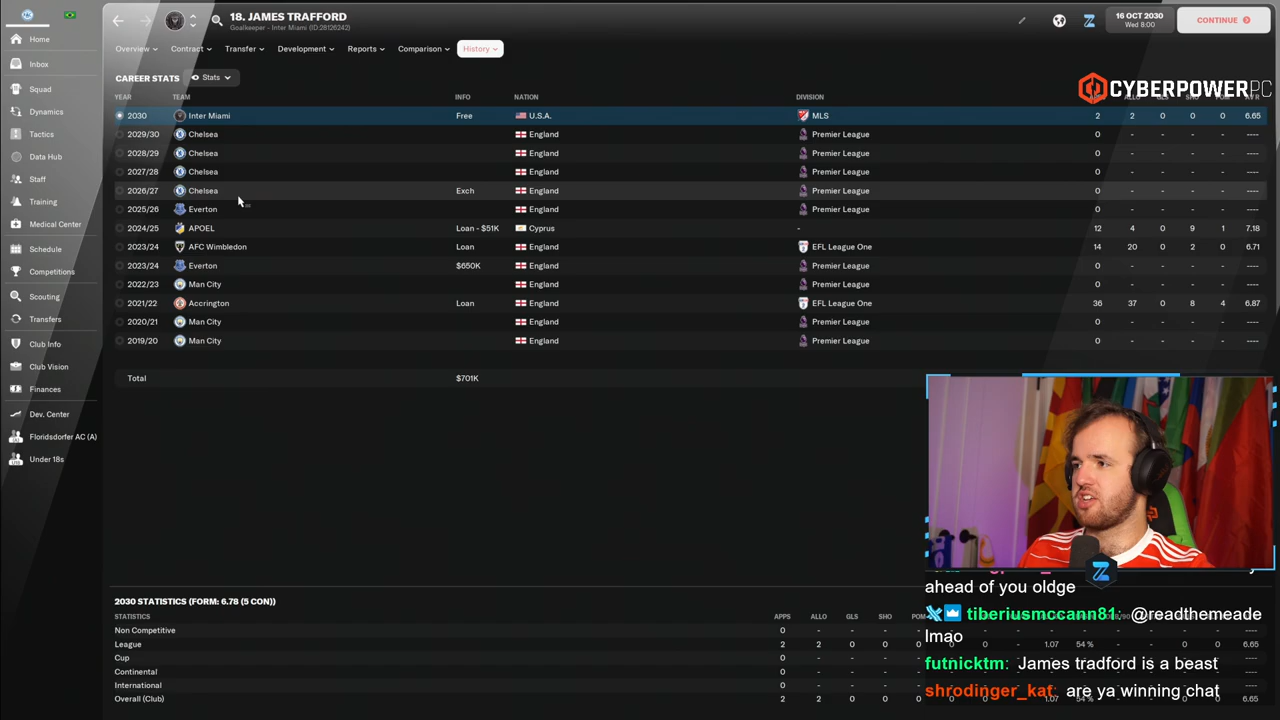 18. JAMES TRAFFORD
Goalkeeper - Inter Miami (ID:28126242)
16 OCT 2030
Wed 8:00
CONTINUE
Overview Contract Transfer Development Reports Comparison History
CAREER STATS Stats
CYBERPOWERPC
YEAR TEAM INFO NATION DIVISION
2030 Inter Miami Free U.S.A. MLS 2 2 0 0 0 6.65
2029/30 Chelsea England Premier League 0 - - - - ----
2028/29 Chelsea England Premier League 0 - - - - ----
2027/28 Chelsea England Premier League 0 - - - - ----
2026/27 Chelsea Exch England Premier League 0 - - - - ----
2025/26 Everton England Premier League 0 - - - - ----
2024/25 APOEL Loan - $51K Cyprus - 12 4 0 9 1 7.18
2023/24 AFC Wimbledon Loan England EFL League One 14 20 0 2 0 6.71
2023/24 Everton $650K England Premier League 0 - - - - ----
2022/23 Man City England Premier League 0 - - - - ----
2021/22 Accrington Loan England EFL League One 36 37 0 8 4 6.87
2020/21 Man City England Premier League 0 - - - - ----
2019/20 Man City England Premier League 0 - - - - ----
Total $701K
Home
Inbox
Squad
Dynamics
Tactics
Data Hub
Staff
Training
Medical Center
Schedule
Competitions
Scouting
Transfers
Club Info
Club Vision
Finances
Dev. Center
Floridsdorfer AC (A)
Under 18s
2030 STATISTICS (FORM: 6.78 (5 CON))
STATISTICS APPS ALLO GLS SHO
Non Competitive 0 - - - - ----
League 2 2 0 0 0 1.07 54 % 0 0 6.65
Cup 0 - - - ----
Continental 0 - - - ----
International 0 - - - ----
Overall (Club) 2 2 0 0 0 1.07 54 % 0 0 6.65
ahead of you oldge
tiberiusmccann81: @readthemeade
lmao
futnicktm: James tradford is a beast
shrodinger_kat: are ya winning chat